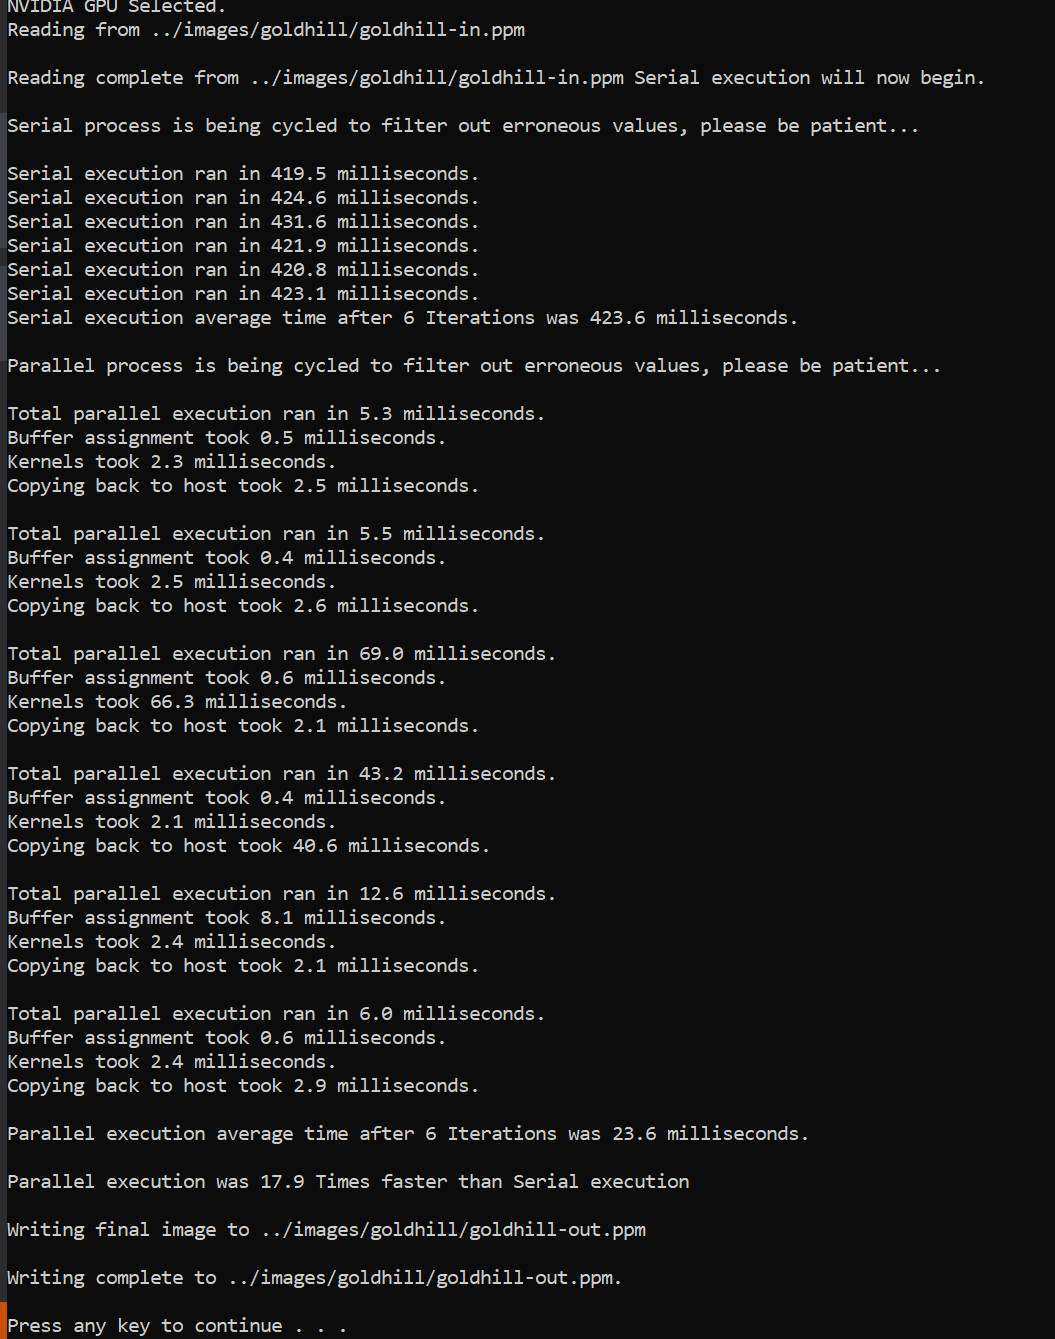 NVIDIA GPU Selected.
Reading from ../images/goldhill/goldhill-in.ppm
Reading complete from ../images/goldhill/goldhill-in.ppm Serial execution will now begin.
Serial process is being cycled to filter out erroneous values, please be patient...
Serial execution ran in 419.5 milliseconds.
Serial execution ran in 424.6 milliseconds.
Serial execution ran in 431.6 milliseconds.
Serial execution ran in 421.9 milliseconds.
Serial execution ran in 420.8 milliseconds.
Serial execution ran in 423.1 milliseconds.
Serial execution average time after 6 Iterations was 423.6 milliseconds.
Parallel process is being cycled to filter out erroneous values, please be patient...
Total parallel execution ran in 5.3 milliseconds.
Buffer assignment took 0.5 milliseconds.
Kernels took 2.3 milliseconds.
Copying back to host took 2.5 milliseconds.
Total parallel execution ran in 5.5 milliseconds.
Buffer assignment took 0.4 milliseconds.
Kernels took 2.5 milliseconds.
Copying back to host took 2.6 milliseconds.
Total parallel execution ran in 69.0 milliseconds.
Buffer assignment took 0.6 milliseconds.
Kernels took 66.3 milliseconds.
Copying back to host took 2.1 milliseconds.
Total parallel execution ran in 43.2 milliseconds.
Buffer assignment took 0.4 milliseconds.
Kernels took 2.1 milliseconds.
Copying back to host took 40.6 milliseconds.
Total parallel execution ran in 12.6 milliseconds.
Buffer assignment took 8.1 milliseconds.
Kernels took 2.4 milliseconds.
Copying back to host took 2.1 milliseconds.
Total parallel execution ran in 6.0 milliseconds.
Buffer assignment took 0.6 milliseconds.
Kernels took 2.4 milliseconds.
Copying back to host took 2.9 milliseconds.
Parallel execution average time after 6 Iterations was 23.6 milliseconds.
Parallel execution was 17.9 Times faster than Serial execution
Writing final image to ../images/goldhill/goldhill-out.ppm
Writing complete to ../images/goldhill/goldhill-out.ppm.
Press any key to continue . . .